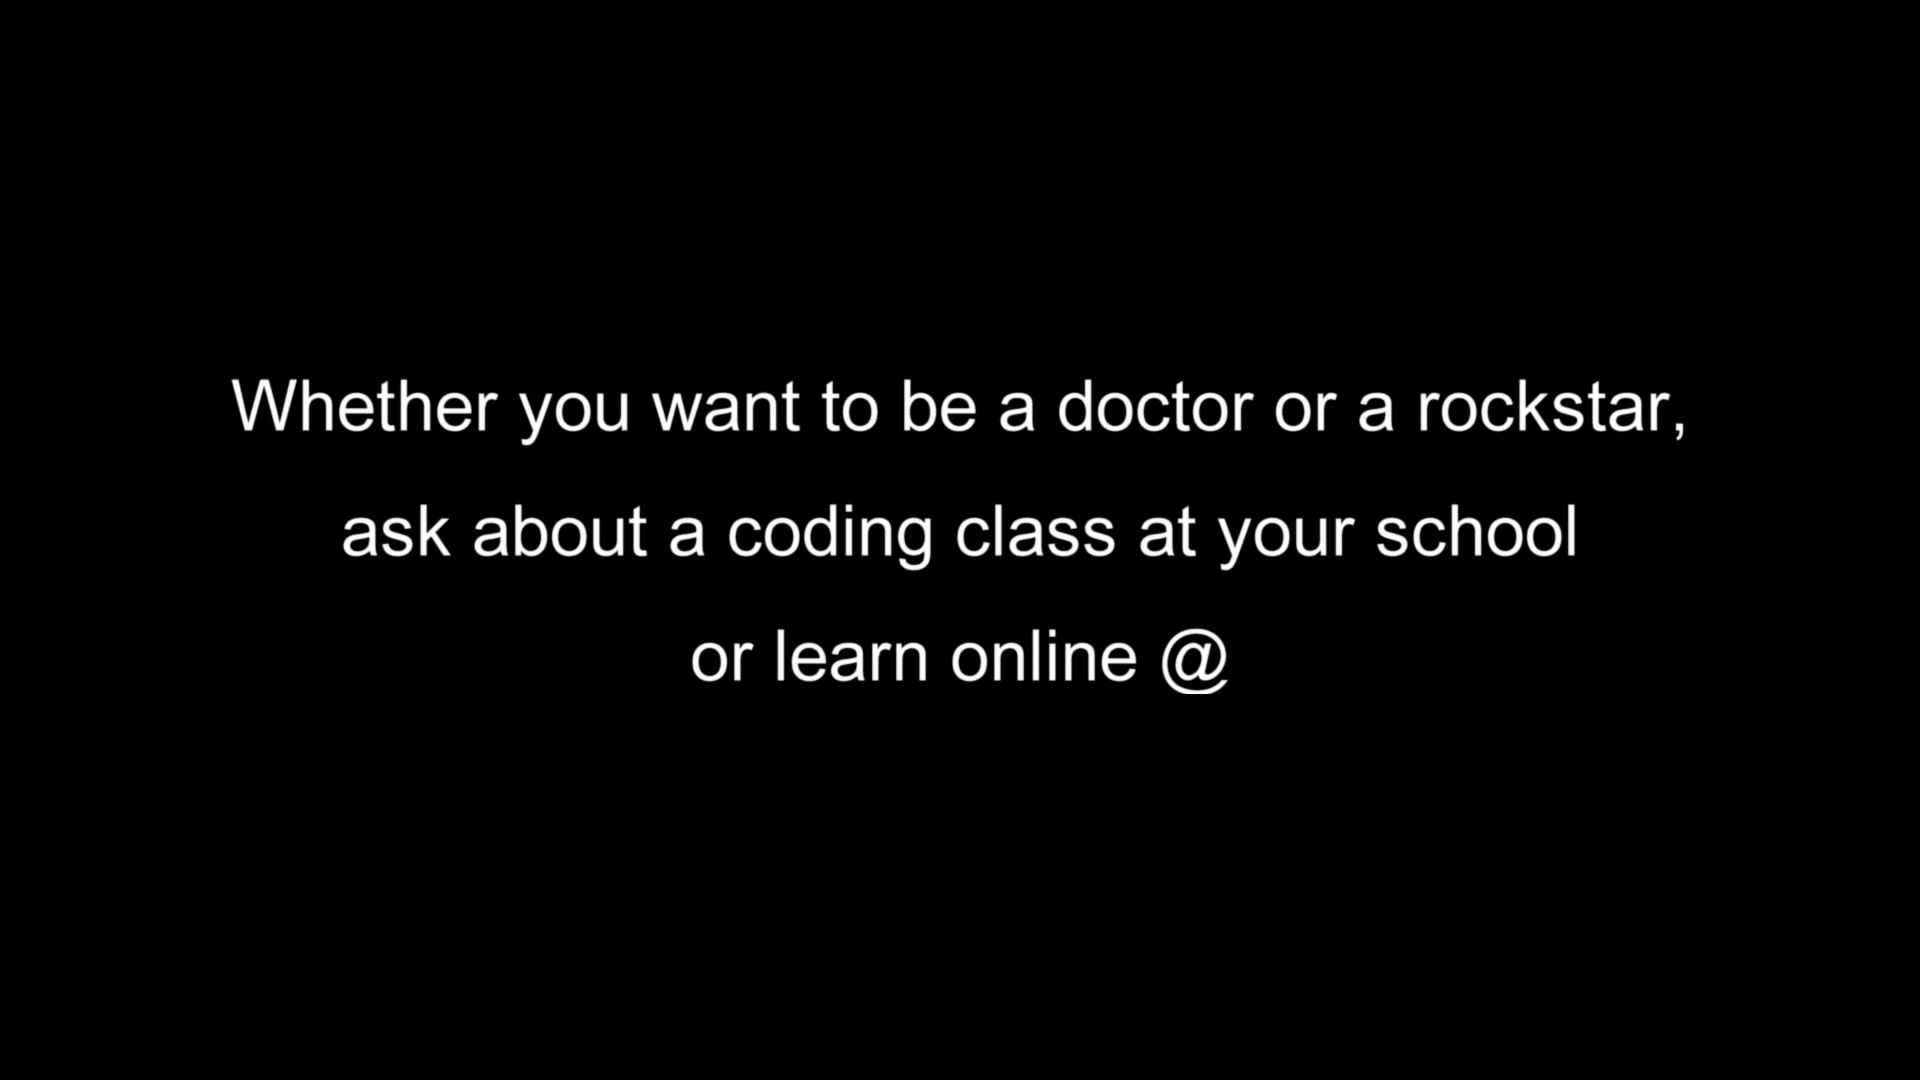 Whether you want to be a doctor or a rockstar,
ask about a coding class at your school
or learn online @